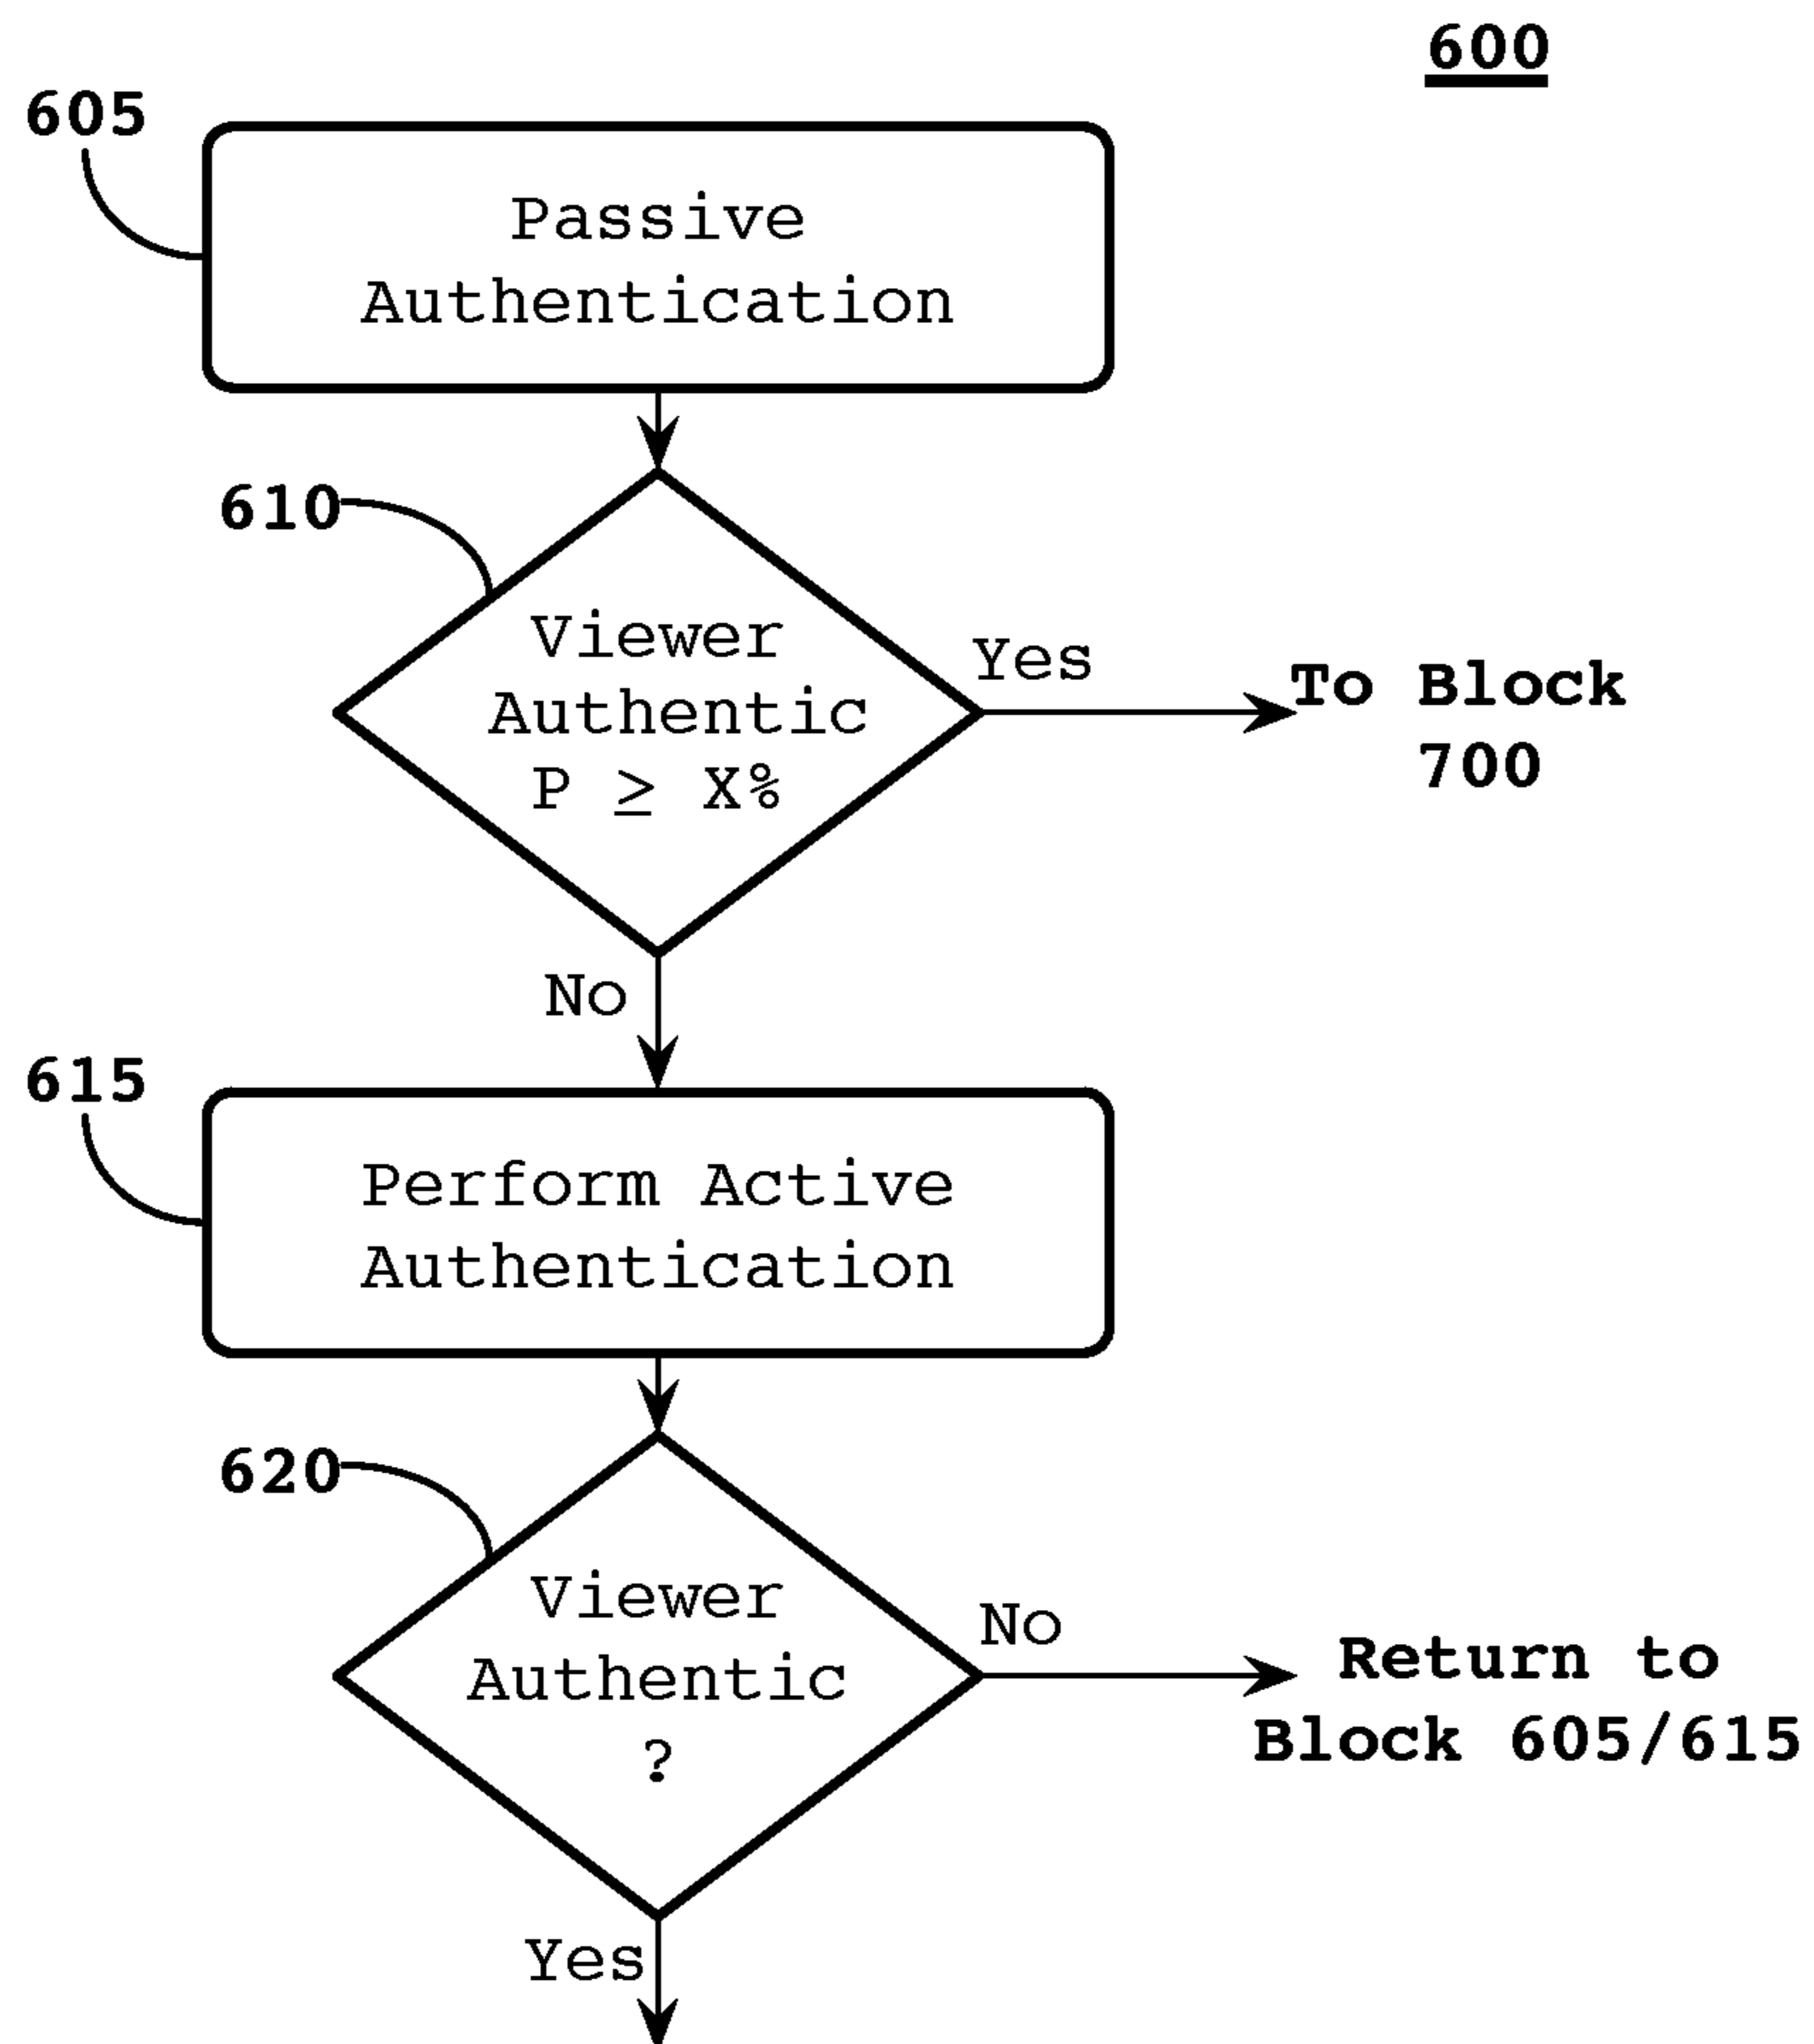 600
605
Passive
Authentication
610
Viewer
Authentic
P ≥ X%
Yes
To Block
700
No
615
Perform Active
Authentication
620
Viewer
Authentic
?
No
Return to
Block 605/615
Yes